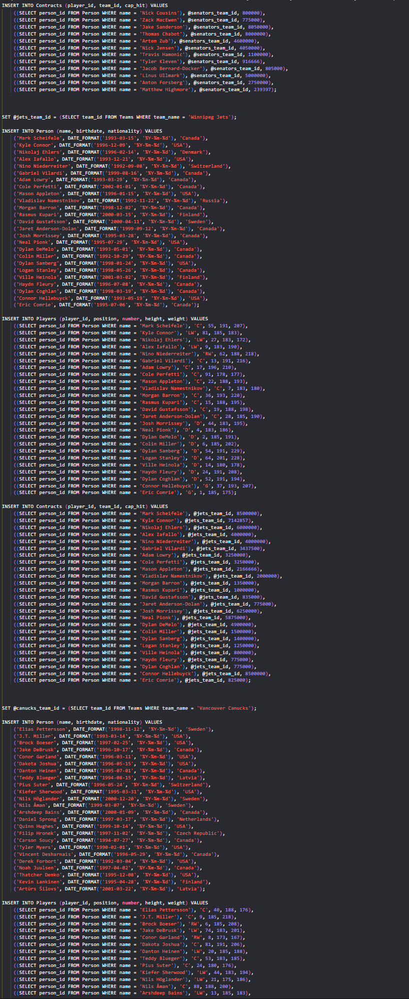 INSERT INTO Contracts (player_id, team_id, cap_hit) VALUES
((SELECT person_id FROM Person WHERE name = 'Nick Cousins'), @senators_team_id, 800000),
((SELECT person_id FROM Person WHERE name = 'Zack MacEwen'), @senators_team_id, 775000),
((SELECT person_id FROM Person WHERE name = 'Jake Sanderson'), @senators_team_id, 8050000),
((SELECT person_id FROM Person WHERE name = 'Thomas Chabot'), @senators_team_id, 8000000),
((SELECT person_id FROM Person WHERE name = 'Artem Zub'), @senators_team_id, 4600000),
((SELECT person_id FROM Person WHERE name = 'Nick Jensen'), @senators_team_id, 4050000),
((SELECT person_id FROM Person WHERE name = 'Travis Hamonic'), @senators_team_id, 1100000),
((SELECT person_id FROM Person WHERE name = 'Tyler Kleven'), @senators_team_id, 916666),
((SELECT person_id FROM Person WHERE name = 'Jacob Bernard-Docker'), @senators_team_id, 805000),
((SELECT person_id FROM Person WHERE name = 'Linus Ullmark'), @senators_team_id, 5000000),
((SELECT person_id FROM Person WHERE name = 'Anton Forsberg'), @senators_team_id, 2750000),
((SELECT person_id FROM Person WHERE name = 'Matthew Highmore'), @senators_team_id, 239397);
SET @jets_team_id = (SELECT team_id FROM Teams WHERE team_name = 'Winnipeg Jets');
INSERT INTO Person (name, birthdate, nationality) VALUES
('Mark Scheifele', DATE_FORMAT('1993-03-15', '%Y-%m-%d'), 'Canada'),
('Kyle Connor', DATE_FORMAT('1996-12-09', '%Y-%m-%d'), 'USA'),
('Nikolaj Ehlers', DATE_FORMAT('1996-02-14', '%Y-%m-%d'), 'Denmark'),
('Alex Iafallo', DATE_FORMAT('1993-12-21', '%Y-%m-%d'), 'USA'),
('Nino Niederreiter', DATE_FORMAT('1992-09-08', '%Y-%m-%d'), 'Switzerland'),
('Gabriel Vilardi', DATE_FORMAT('1999-08-16', '%Y-%m-%d'), 'Canada'),
('Adam Lowry', DATE_FORMAT('1993-03-29', '%Y-%m-%d'), 'Canada'),
('Cole Perfetti', DATE_FORMAT('2002-01-01', '%Y-%m-%d'), 'Canada'),
('Mason Appleton', DATE_FORMAT('1996-01-15', '%Y-%m-%d'), 'USA'),
('Vladislav Namestnikov', DATE_FORMAT('1992-11-22', '%Y-%m-%d'), 'Russia'),
('Morgan Barron', DATE_FORMAT('1998-12-02', '%Y-%m-%d'), 'Canada'),
('Rasmus Kupari', DATE_FORMAT('2000-03-15', '%Y-%m-%d'), 'Finland'),
('David Gustafsson', DATE_FORMAT('2000-04-11', '%Y-%m-%d'), 'Sweden'),
('Jaret Anderson-Dolan', DATE_FORMAT('1999-09-12', '%Y-%m-%d'), 'Canada'),
('Josh Morrissey', DATE_FORMAT('1995-03-28', '%Y-%m-%d'), 'Canada'),
('Neal Pionk', DATE_FORMAT('1995-07-29', '%Y-%m-%d'), 'USA'),
('Dylan DeMelo', DATE_FORMAT('1993-05-01', '%Y-%m-%d'), 'Canada'),
('Colin Miller', DATE_FORMAT('1992-10-29', '%Y-%m-%d'), 'Canada'),
('Dylan Samberg', DATE_FORMAT('1998-01-24', '%Y-%m-%d'), 'USA'),
('Logan Stanley', DATE_FORMAT('1998-05-26', '%Y-%m-%d'), 'Canada'),
('Ville Heinola', DATE_FORMAT('2001-03-02', '%Y-%m-%d'), 'Finland'),
('Haydn Fleury', DATE_FORMAT('1996-07-08', '%Y-%m-%d'), 'Canada'),
('Dylan Coghlan', DATE_FORMAT('1998-03-19', '%Y-%m-%d'), 'Canada'),
('Connor Hellebuyck', DATE_FORMAT('1993-05-19', '%Y-%m-%d'), 'USA'),
('Eric Comrie', DATE_FORMAT('1995-07-06', '%Y-%m-%d'), 'Canada');
INSERT INTO Players (player_id, position, number, height, weight) VALUES
((SELECT person_id FROM Person WHERE name = 'Mark Scheifele'), 'C', 55, 191, 207),
((SELECT person_id FROM Person WHERE name = 'Kyle Connor'), 'LW', 81, 185, 183),
((SELECT person_id FROM Person WHERE name = 'Nikolaj Ehlers'), 'LW', 27, 183, 172),
((SELECT person_id FROM Person WHERE name = 'Alex Iafallo'), 'LW', 9, 183, 190),
((SELECT person_id FROM Person WHERE name = 'Nino Niederreiter'), 'RW', 62, 188, 218),
((SELECT person_id FROM Person WHERE name = 'Gabriel Vilardi'), 'C', 13, 191, 216),
((SELECT person_id FROM Person WHERE name = 'Adam Lowry'), 'C', 17, 196, 210),
((SELECT person_id FROM Person WHERE name = 'Cole Perfetti'), 'C', 91, 178, 177),
((SELECT person_id FROM Person WHERE name = 'Mason Appleton'), 'C', 22, 188, 193),
((SELECT person_id FROM Person WHERE name = 'Vladislav Namestnikov'), 'C', 7, 183, 180),
((SELECT person_id FROM Person WHERE name = 'Morgan Barron'), 'C', 36, 193, 220),
((SELECT person_id FROM Person WHERE name = 'Rasmus Kupari'), 'C', 15, 188, 195),
((SELECT person_id FROM Person WHERE name = 'David Gustafsson'), 'C', 19, 188, 198),
((SELECT person_id FROM Person WHERE name = 'Jaret Anderson-Dolan'), 'C', 28, 185, 190),
((SELECT person_id FROM Person WHERE name = 'Josh Morrissey'), 'D', 44, 183, 195),
((SELECT person_id FROM Person WHERE name = 'Neal Pionk'), 'D', 4, 183, 186),
((SELECT person_id FROM Person WHERE name = 'Dylan DeMelo'), 'D', 2, 185, 191),
((SELECT person_id FROM Person WHERE name = 'Colin Miller'), 'D', 6, 185, 202),
((SELECT person_id FROM Person WHERE name = 'Dylan Samberg'), 'D', 54, 191, 229),
((SELECT person_id FROM Person WHERE name = 'Logan Stanley'), 'D', 64, 201, 228),
((SELECT person_id FROM Person WHERE name = 'Ville Heinola'), 'D', 14, 180, 178),
((SELECT person_id FROM Person WHERE name = 'Haydn Fleury'), 'D', 24, 191, 208),
((SELECT person_id FROM Person WHERE name = 'Dylan Coghlan'), 'D', 52, 191, 194),
((SELECT person_id FROM Person WHERE name = 'Connor Hellebuyck'), 'G', 37, 193, 207),
((SELECT person_id FROM Person WHERE name = 'Eric Comrie'), 'G', 1, 185, 175);
INSERT INTO Contracts (player_id, team_id, cap_hit) VALUES
((SELECT person_id FROM Person WHERE name = 'Mark Scheifele'), @jets_team_id, 8500000),
((SELECT person_id FROM Person WHERE name = 'Kyle Connor'), @jets_team_id, 7142857),
((SELECT person_id FROM Person WHERE name = 'Nikolaj Ehlers'), @jets_team_id, 6000000),
((SELECT person_id FROM Person WHERE name = 'Alex Iafallo'), @jets_team_id, 4000000),
((SELECT person_id FROM Person WHERE name = 'Nino Niederreiter'), @jets_team_id, 4000000),
((SELECT person_id FROM Person WHERE name = 'Gabriel Vilardi'), @jets_team_id, 3437500),
((SELECT person_id FROM Person WHERE name = 'Adam Lowry'), @jets_team_id, 3250000),
((SELECT person_id FROM Person WHERE name = 'Cole Perfetti'), @jets_team_id, 3250000),
((SELECT person_id FROM Person WHERE name = 'Mason Appleton'), @jets_team_id, 2166666),
((SELECT person_id FROM Person WHERE name = 'Vladislav Namestnikov'), @jets_team_id, 2000000),
((SELECT person_id FROM Person WHERE name = 'Morgan Barron'), @jets_team_id, 1350000),
((SELECT person_id FROM Person WHERE name = 'Rasmus Kupari'), @jets_team_id, 1000000),
((SELECT person_id FROM Person WHERE name = 'David Gustafsson'), @jets_team_id, 835000),
((SELECT person_id FROM Person WHERE name = 'Jaret Anderson-Dolan'), @jets_team_id, 775000),
((SELECT person_id FROM Person WHERE name = 'Josh Morrissey'), @jets_team_id, 6250000),
((SELECT person_id FROM Person WHERE name = 'Neal Pionk'), @jets_team_id, 5875000),
((SELECT person_id FROM Person WHERE name = 'Dylan DeMelo'), @jets_team_id, 4900000),
((SELECT person_id FROM Person WHERE name = 'Colin Miller'), @jets_team_id, 1500000),
((SELECT person_id FROM Person WHERE name = 'Dylan Samberg'), @jets_team_id, 1400000),
((SELECT person_id FROM Person WHERE name = 'Logan Stanley'), @jets_team_id, 1250000),
((SELECT person_id FROM Person WHERE name = 'Ville Heinola'), @jets_team_id, 800000),
((SELECT person_id FROM Person WHERE name = 'Haydn Fleury'), @jets_team_id, 775000),
((SELECT person_id FROM Person WHERE name = 'Dylan Coghlan'), @jets_team_id, 775000),
((SELECT person_id FROM Person WHERE name = 'Connor Hellebuyck'), @jets_team_id, 8500000),
((SELECT person_id FROM Person WHERE name = 'Eric Comrie'), @jets_team_id, 825000);
SET @canucks_team_id = (SELECT team_id FROM Teams WHERE team_name = 'Vancouver Canucks');
INSERT INTO Person (name, birthdate, nationality) VALUES
('Elias Pettersson', DATE_FORMAT('1998-11-12', '%Y-%m-%d'), 'Sweden'),
('J.T. Miller', DATE_FORMAT('1993-03-14', '%Y-%m-%d'), 'USA'),
('Brock Boeser', DATE_FORMAT('1997-02-25', '%Y-%m-%d'), 'USA'),
('Jake DeBrusk', DATE_FORMAT('1996-10-17', '%Y-%m-%d'), 'Canada'),
('Conor Garland', DATE_FORMAT('1996-03-11', '%Y-%m-%d'), 'USA'),
('Dakota Joshua', DATE_FORMAT('1996-05-15', '%Y-%m-%d'), 'USA'),
('Danton Heinen', DATE_FORMAT('1995-07-01', '%Y-%m-%d'), 'Canada'),
('Teddy Blueger', DATE_FORMAT('1994-08-15', '%Y-%m-%d'), 'Latvia'),
('Pius Suter', DATE_FORMAT('1996-05-24', '%Y-%m-%d'), 'Switzerland'),
('Kiefer Sherwood', DATE_FORMAT('1995-03-31', '%Y-%m-%d'), 'USA'),
('Nils Höglander', DATE_FORMAT('2000-12-20', '%Y-%m-%d'), 'Sweden'),
('Nils Åman', DATE_FORMAT('1999-03-07', '%Y-%m-%d'), 'Sweden'),
('Arshdeep Bains', DATE_FORMAT('2000-01-09', '%Y-%m-%d'), 'Canada'),
('Daniel Sprong', DATE_FORMAT('1997-03-17', '%Y-%m-%d'), 'Netherlands'),
('Quinn Hughes', DATE_FORMAT('1999-10-14', '%Y-%m-%d'), 'USA'),
('Filip Hronek', DATE_FORMAT('1997-11-02', '%Y-%m-%d'), 'Czech Republic'),
('Carson Soucy', DATE_FORMAT('1994-07-27', '%Y-%m-%d'), 'Canada'),
('Tyler Myers', DATE_FORMAT('1990-02-01', '%Y-%m-%d'), 'USA'),
('Vincent Desharnais', DATE_FORMAT('1996-05-29', '%Y-%m-%d'), 'Canada'),
('Derek Forbort', DATE_FORMAT('1992-03-04', '%Y-%m-%d'), 'USA'),
('Noah Juulsen', DATE_FORMAT('1997-04-02', '%Y-%m-%d'), 'Canada'),
('Thatcher Demko', DATE_FORMAT('1995-12-08', '%Y-%m-%d'), 'USA'),
('Kevin Lankinen', DATE_FORMAT('1995-04-28', '%Y-%m-%d'), 'Finland'),
('Artūrs Šilovs', DATE_FORMAT('2001-03-22', '%Y-%m-%d'), 'Latvia');
INSERT INTO Players (player_id, position, number, height, weight) VALUES
((SELECT person_id FROM Person WHERE name = 'Elias Pettersson'), 'C', 40, 188, 176),
((SELECT person_id FROM Person WHERE name = 'J.T. Miller'), 'C', 9, 185, 218),
((SELECT person_id FROM Person WHERE name = 'Brock Boeser'), 'RW', 6, 185, 208),
((SELECT person_id FROM Person WHERE name = 'Jake DeBrusk'), 'LW', 74, 183, 201),
((SELECT person_id FROM Person WHERE name = 'Conor Garland'), 'RW', 8, 173, 167),
((SELECT person_id FROM Person WHERE name = 'Dakota Joshua'), 'C', 81, 191, 206),
((SELECT person_id FROM Person WHERE name = 'Danton Heinen'), 'LW', 20, 185, 188),
((SELECT person_id FROM Person WHERE name = 'Teddy Blueger'), 'C', 53, 183, 185),
((SELECT person_id FROM Person WHERE name = 'Pius Suter'), 'C', 24, 180, 176),
((SELECT person_id FROM Person WHERE name = 'Kiefer Sherwood'), 'LW', 44, 183, 194),
((SELECT person_id FROM Person WHERE name = 'Nils Höglander'), 'LW', 21, 175, 186),
((SELECT person_id FROM Person WHERE name = 'Nils Åman'), 'C', 88, 188, 200),
((SELECT person_id FROM Person WHERE name = 'Arshdeep Bains'), 'LW', 13, 185, 183),